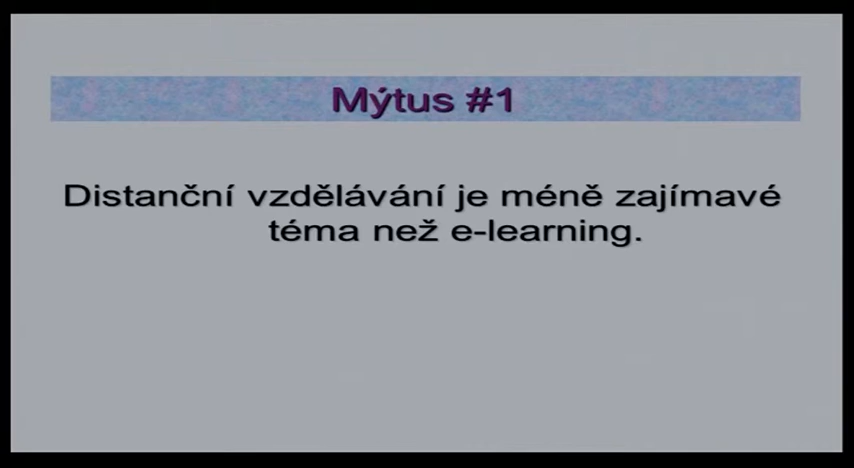 Mýtus #1
Distanční vzdělávání je méně zajímavé
téma než e-learning.